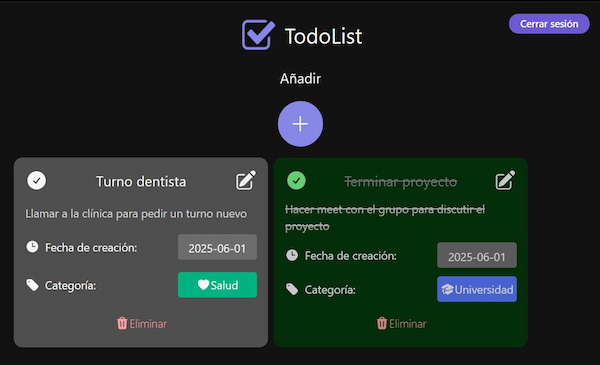 TodoList
Cerrar sesión
Añadir
Turno dentista
Llamar a la clínica para pedir un turno nuevo
Fecha de creación: 2025-06-01
Categoría: Salud
Eliminar
Terminar proyecto
Hacer meet con el grupo para discutir el
proyecto
Fecha de creación: 2025-06-01
Categoría: Universidad
Eliminar